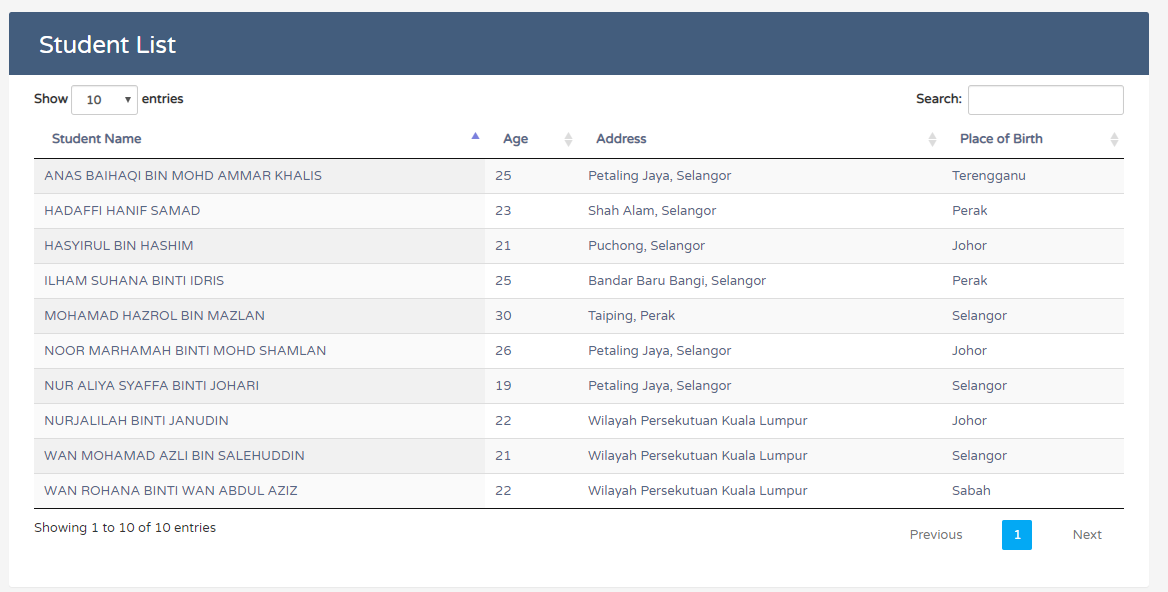 Student List
Show 10 entries Search:
Student Name Age Address Place of Birth
ANAS BAIHAQI BIN MOHD AMMAR KHALIS 25 Petaling Jaya, Selangor Terengganu
HADAFFI HANIF SAMAD 23 Shah Alam, Selangor Perak
HASYIRUL BIN HASHIM 21 Puchong, Selangor Johor
ILHAM SUHANA BINTI IDRIS 25 Bandar Baru Bangi, Selangor Perak
MOHAMAD HAZROL BIN MAZLAN 30 Taiping, Perak Selangor
NOOR MARHAMAH BINTI MOHD SHAMLAN 26 Petaling Jaya, Selangor Johor
NUR ALIYA SYAFFA BINTI JOHARI 19 Petaling Jaya, Selangor Selangor
NURJALILAH BINTI JANUDIN 22 Wilayah Persekutuan Kuala Lumpur Johor
WAN MOHAMAD AZLI BIN SALEHUDDIN 21 Wilayah Persekutuan Kuala Lumpur Selangor
WAN ROHANA BINTI WAN ABDUL AZIZ 22 Wilayah Persekutuan Kuala Lumpur Sabah
Showing 1 to 10 of 10 entries Previous 1 Next